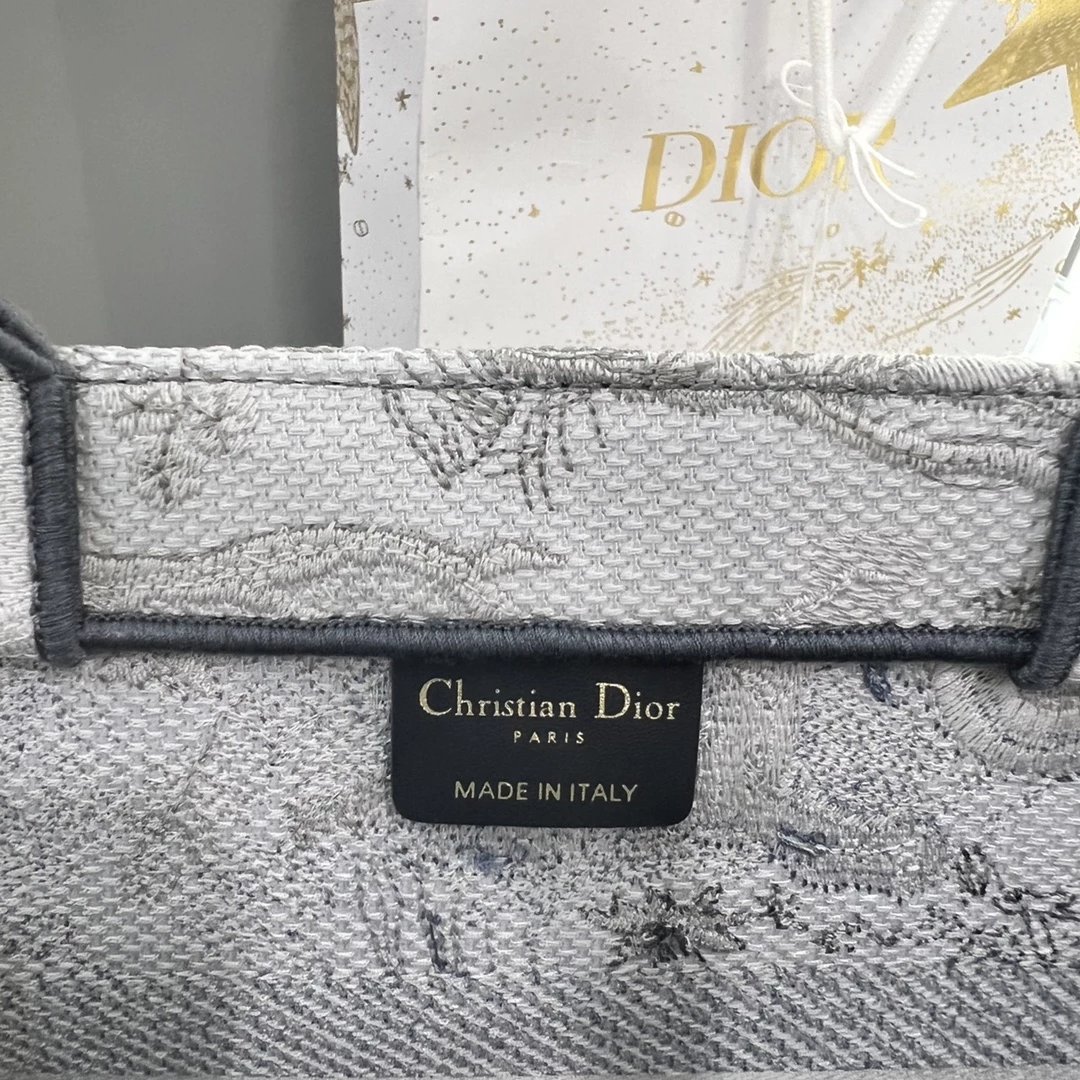 DIOR
Christian Dior
PARIS
MADE IN ITALY